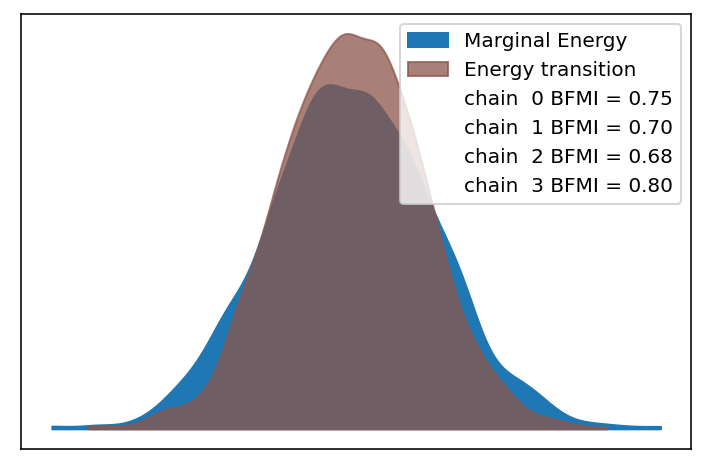 Marginal Energy
Energy transition
chain  0 BFMI = 0.75
chain  1 BFMI = 0.70
chain  2 BFMI = 0.68
chain  3 BFMI = 0.80